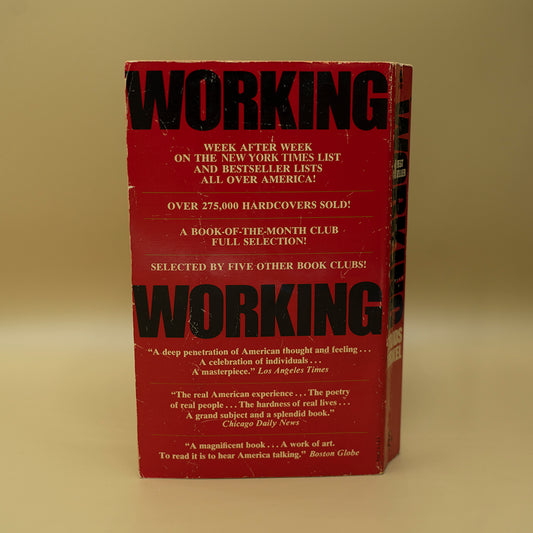 WORKING
WEEK AFTER WEEK
ON THE NEW YORK TIMES LIST
AND BESTSELLER LISTS
ALL OVER AMERICA!
OVER 275,000 HARDCOVERS SOLD!
A BOOK-OF-THE-MONTH CLUB
FULL SELECTION!
SELECTED BY FIVE OTHER BOOK CLUBS!
WORKING
“A deep penetration of American thought and feeling . . .
A celebration of individuals . . .
A masterpiece.” Los Angeles Times
“The real American experience . . . The poetry
of real people . . . The hardness of real lives . . .
A grand subject and a splendid book.”
Chicago Daily News
“A magnificent book . . . A work of art.
To read it is to hear America talking.” Boston Globe
WORKING